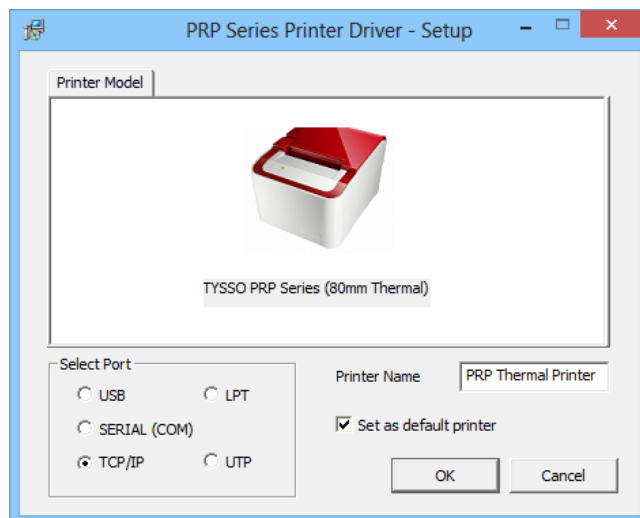 PRP Series Printer Driver - Setup
Printer Model
TYSSO PRP Series (80mm Thermal)
Select Port
USB
LPT
SERIAL (COM)
TCP/IP
UTP
Printer Name
PRP Thermal Printer
Set as default printer
OK
Cancel